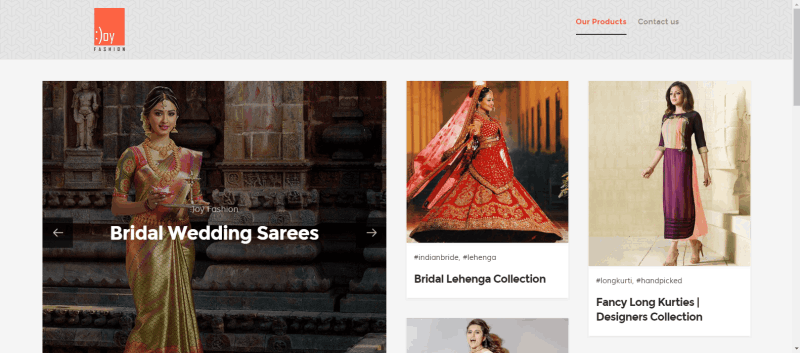 :)oy
FASHION
Our Products
Contact us
Joy Fashion
Bridal Wedding Sarees
#indianbride, #lehenga
Bridal Lehenga Collection
#longkurti, #handpicked
Fancy Long Kurties |
Designers Collection